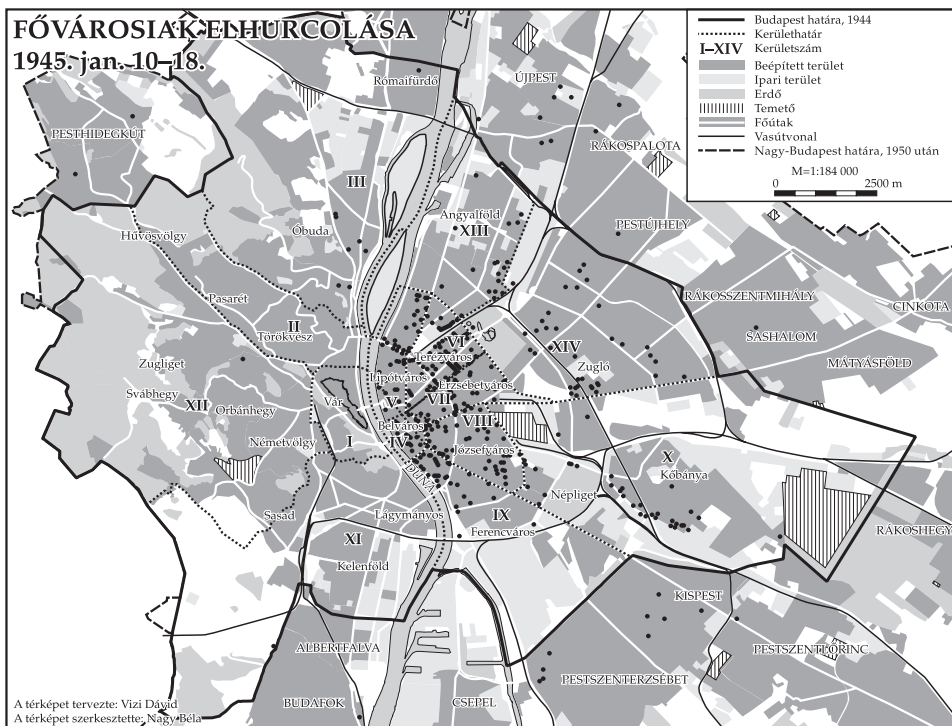 FŐVÁROSIAK ELHURCOLÁSA
1945. jan. 10–18.
Budapest határa, 1944
Kerülethatár
I–XIV Kerületszám
Beépített terület
Ipari terület
Erdő
Temető
Főútak
Vasútvonal
Nagy-Budapest határa, 1950 után
M=1:184 000
0 2500 m
Rómaifürdő
ÚJPEST
PESTHIDEGKÚT
RÁKOSPALOTA
III
Angyalföld
XIII
Óbuda
PESTÚJHELY
Hűvösvölgy
RÁKOSSZENTMIHÁLY
CINKOTA
Pasarét
II
Törökvész
VI
Terézváros
XIV
Zugló
SASHALOM
MÁTYÁSFÖLD
Zugliget
Lipótváros
Erzsébetváros
Svábhegy
XII
Orbánhegy
Vár
V
VII
Belváros
VIII
Németvölgy
I
IV
Józsefváros
X
Kőbánya
DUNA
Népliget
Sasad
Lágymányos
IX
Ferencváros
RÁKOSHEGY
XI
Kelenföld
KISPEST
ALBERTFALVA
PESTSZENTLŐRINC
PESTSZENTERZSÉBET
BUDAFOK
CSEPEL
A térképet tervezte: Vizi Dávid
A térképet szerkesztette: Nagy Béla